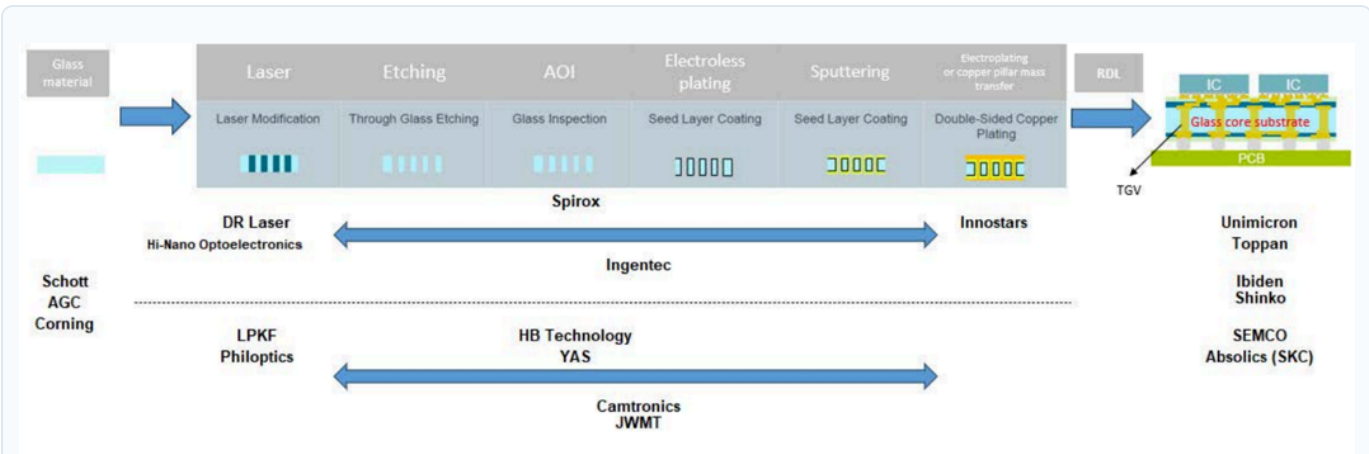 Glass
material
Laser
Etching
AOI
Electroless
plating
Sputtering
Electroplating
or copper pillar mass
transfer
RDL
IC
IC
Laser Modification
Through Glass Etching
Glass Inspection
Seed Layer Coating
Seed Layer Coating
Double-Sided Copper
Plating
Glass core substrate
PCB
TGV
Spirox
DR Laser
Hi-Nano Optoelectronics
Innostars
Ingentec
Unimicron
Toppan
Schott
AGC
Corning
Ibiden
Shinko
LPKF
Philoptics
HB Technology
YAS
SEMCO
Absolics (SKC)
Camtronics
JWMT